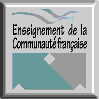 Enseignement de la
Communauté française